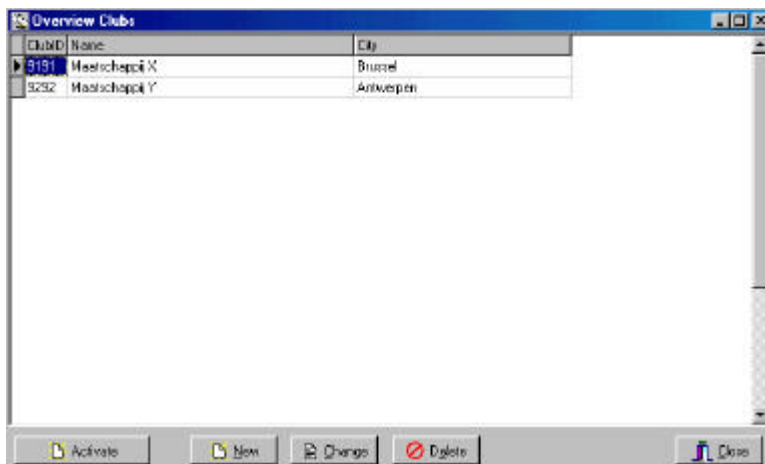 Overview Clubs
ClubID Name City
9191 Maatschappij X Brussel
9292 Maatschappij Y Antwerpen
Activate New Change Delete Close